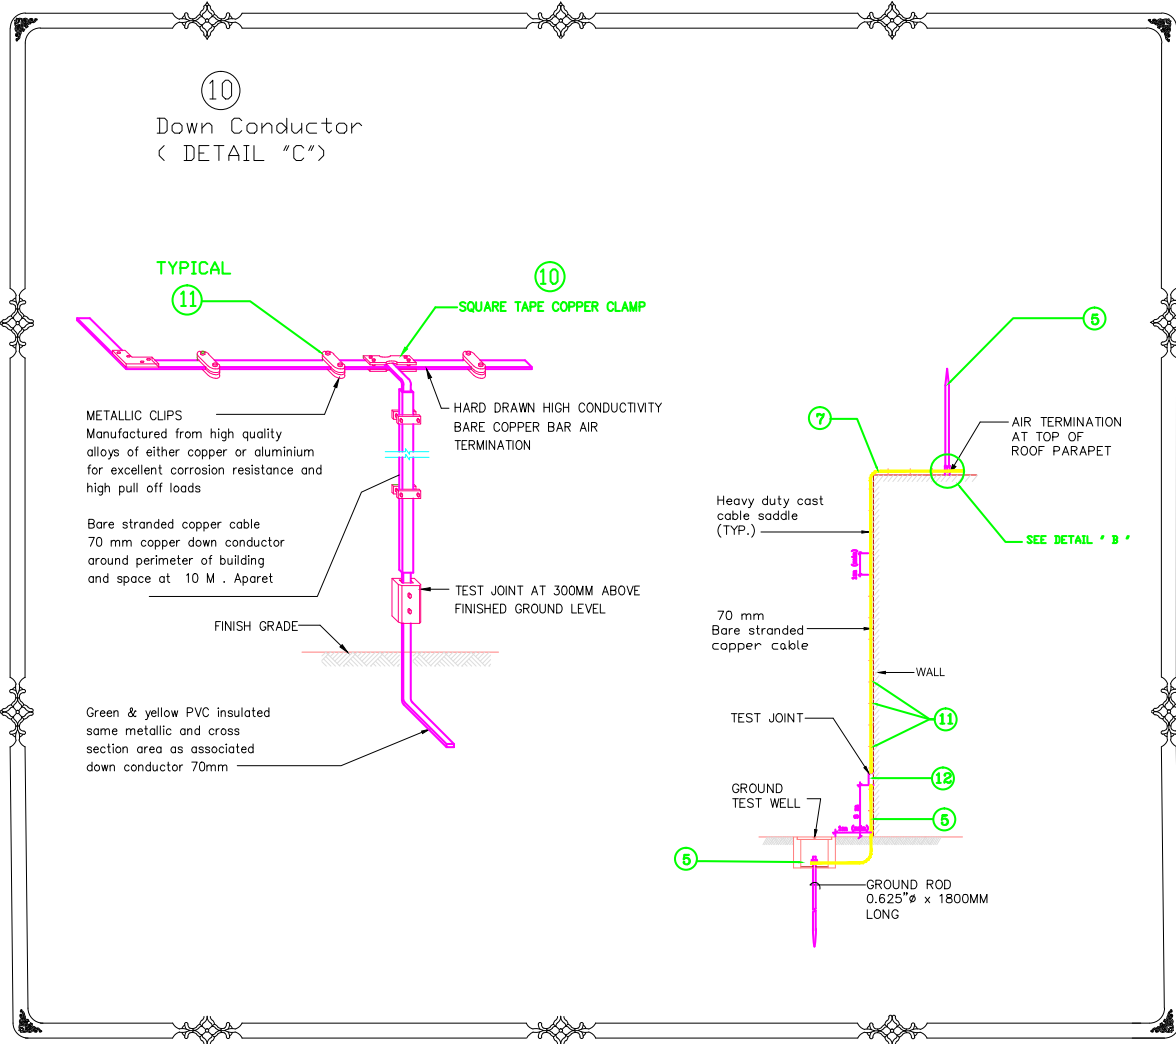 10
Down Conductor
( DETAIL "C")
TYPICAL
11
10
SQUARE TAPE COPPER CLAMP
METALLIC CLIPS
Manufactured from high quality
alloys of either copper or aluminium
for excellent corrosion resistance and
high pull off loads
HARD DRAWN HIGH CONDUCTIVITY
BARE COPPER BAR AIR
TERMINATION
Bare stranded copper cable
70 mm copper down conductor
around perimeter of building
and space at 10 M . Aparet
TEST JOINT AT 300MM ABOVE
FINISHED GROUND LEVEL
FINISH GRADE
Green & yellow PVC insulated
same metallic and cross
section area as associated
down conductor 70mm
5
7
AIR TERMINATION
AT TOP OF
ROOF PARAPET
Heavy duty cast
cable saddle
(TYP.)
SEE DETAIL " B "
70 mm
Bare stranded
copper cable
WALL
TEST JOINT
11
12
GROUND
TEST WELL
5
5
GROUND ROD
0.625"ø x 1800MM
LONG